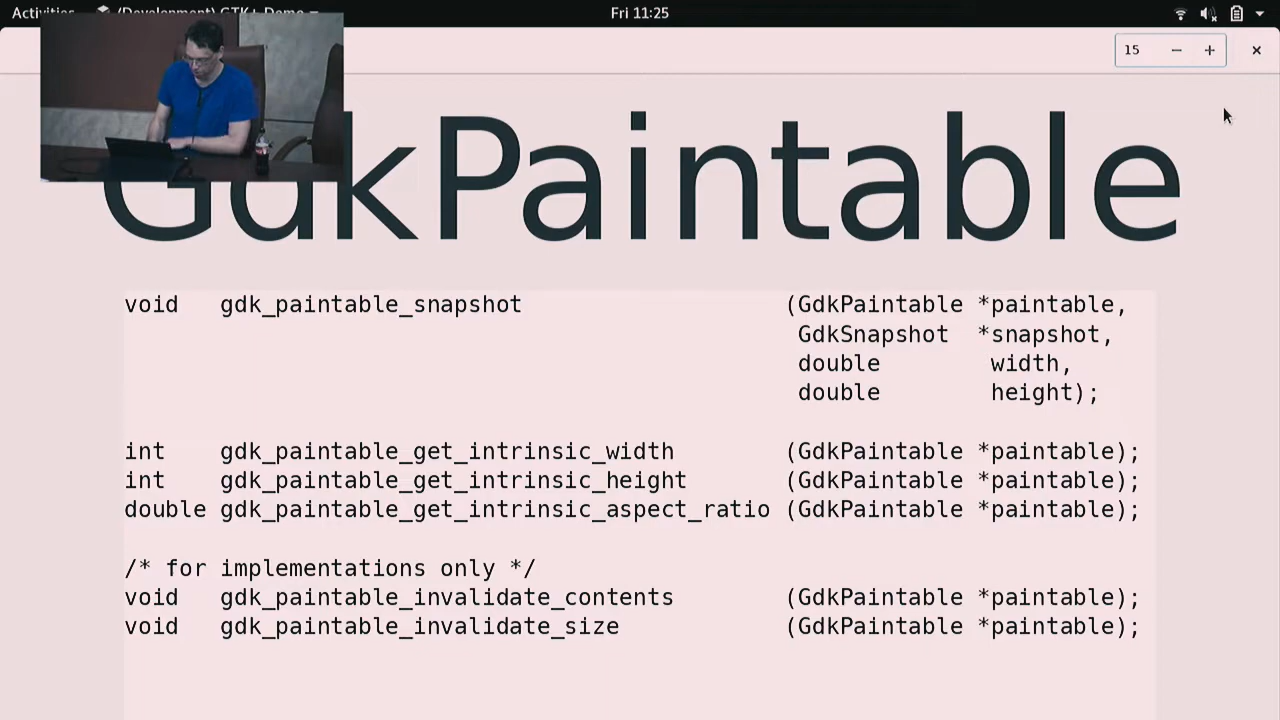 Activities (Development) GTK+ Demo Fri 11:25
15 − + ×
GdkPaintable
void gdk_paintable_snapshot (GdkPaintable *paintable,
GdkSnapshot *snapshot,
double width,
double height);
int gdk_paintable_get_intrinsic_width (GdkPaintable *paintable);
int gdk_paintable_get_intrinsic_height (GdkPaintable *paintable);
double gdk_paintable_get_intrinsic_aspect_ratio (GdkPaintable *paintable);
/* for implementations only */
void gdk_paintable_invalidate_contents (GdkPaintable *paintable);
void gdk_paintable_invalidate_size (GdkPaintable *paintable);